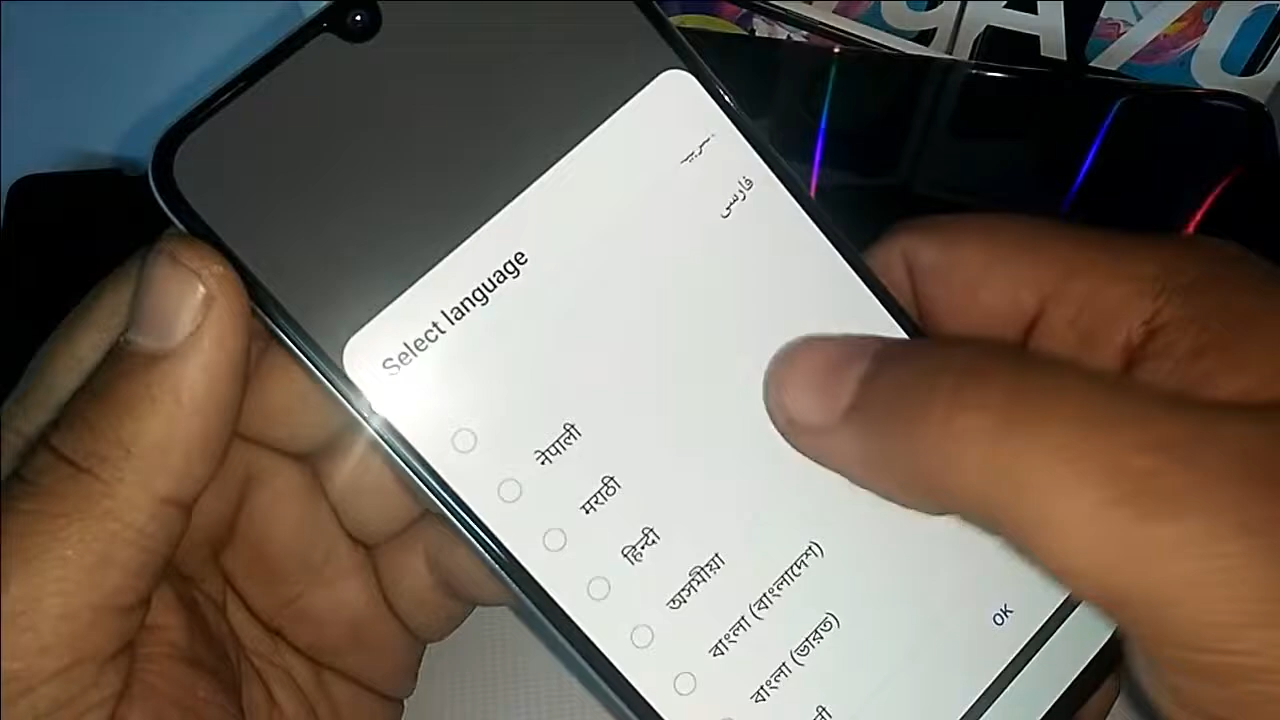 Select language
فارسی
नेपाली
मराठी
हिन्दी
অসমীয়া
বাংলা (বাংলাদেশ)
বাংলা (ভারত)
OK